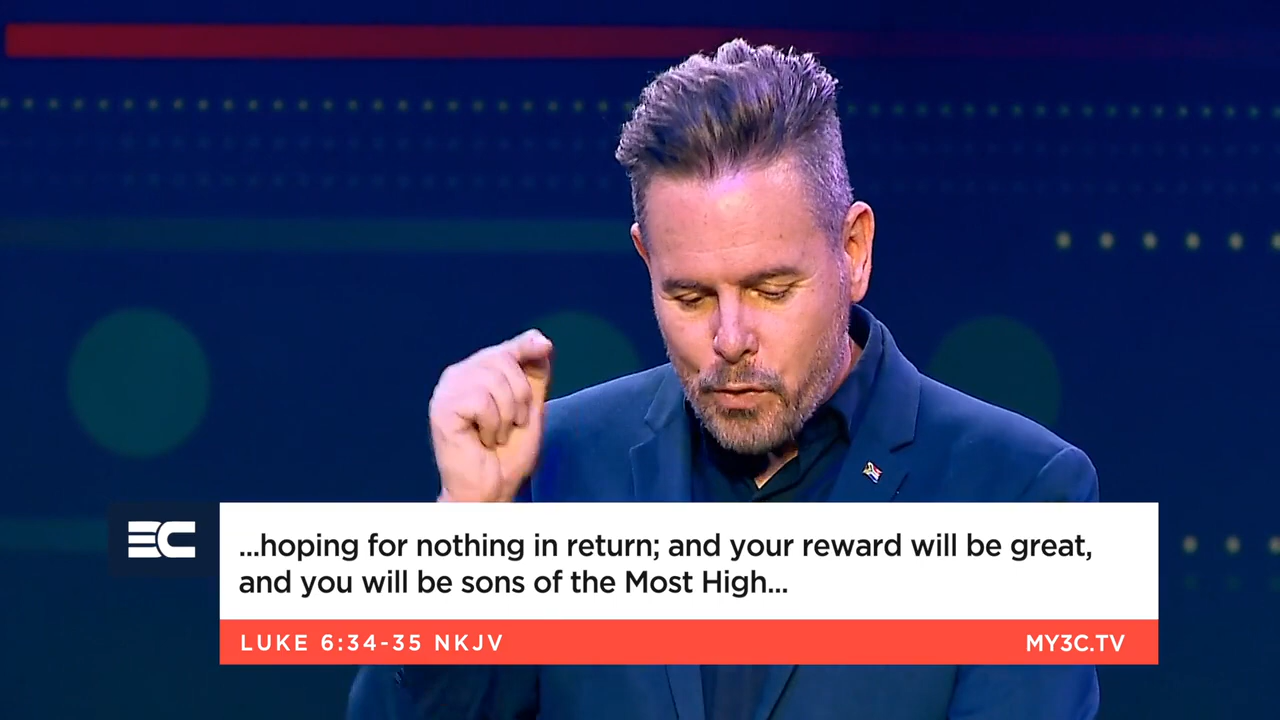 3C
...hoping for nothing in return; and your reward will be great,
and you will be sons of the Most High...
LUKE 6:34-35 NKJV
MY3C.TV